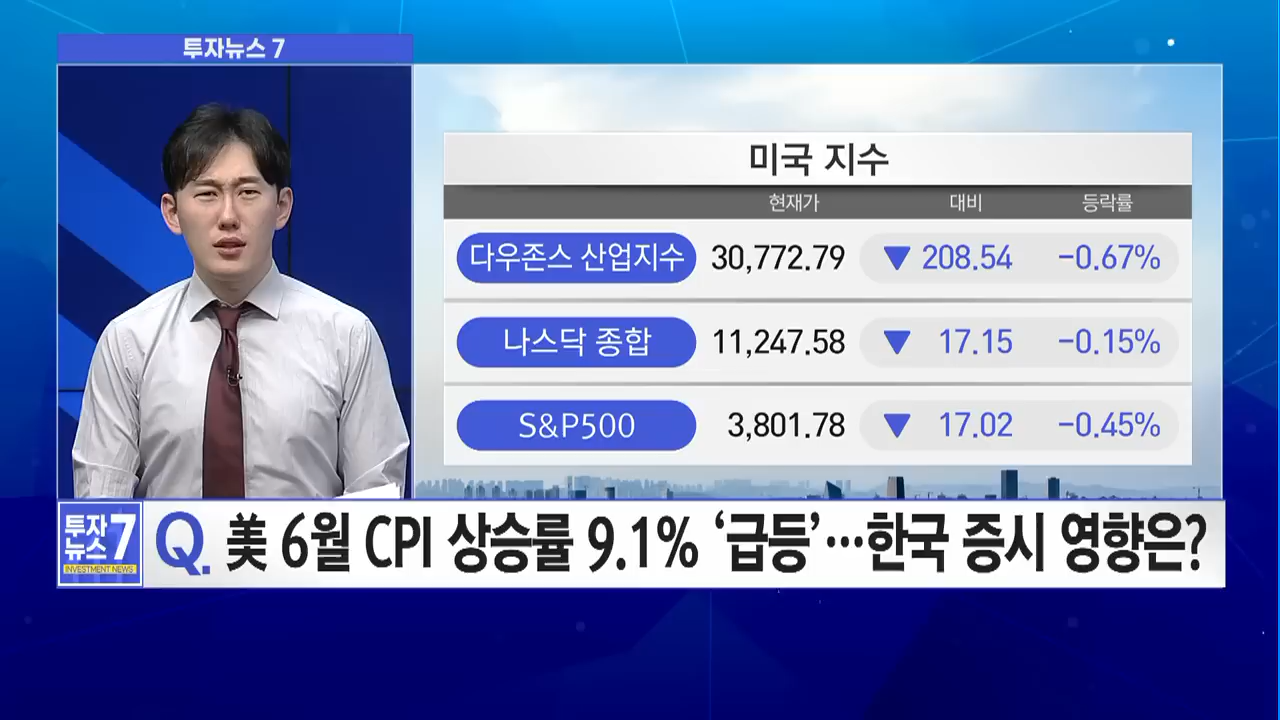 투자뉴스 7
미국 지수
현재가 대비 등락률
다우존스 산업지수 30,772.79 ▼ 208.54 -0.67%
나스닥 종합 11,247.58 ▼ 17.15 -0.15%
S&P500 3,801.78 ▼ 17.02 -0.45%
투자
뉴스 7
INVESTMENT NEWS
Q. 美 6월 CPI 상승률 9.1% ‘급등’…한국 증시 영향은?